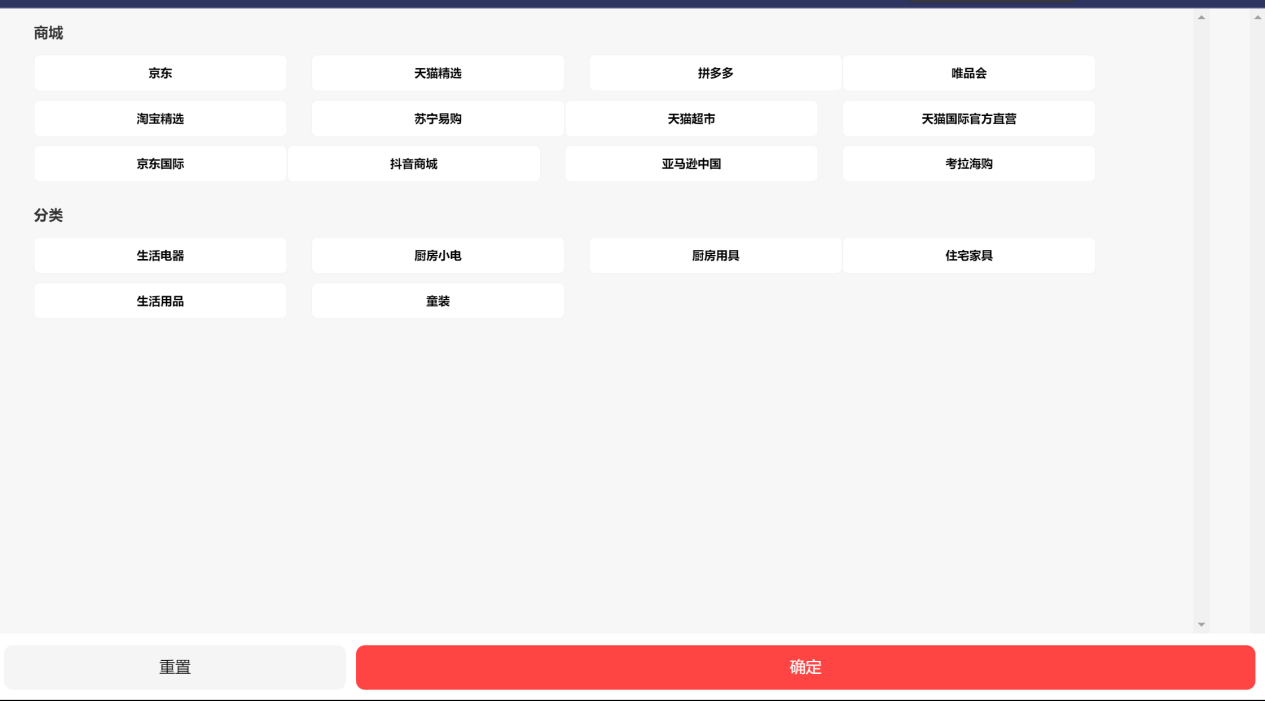 商城
京东 天猫精选 拼多多 唯品会
淘宝精选 苏宁易购 天猫超市 天猫国际官方直营
京东国际 抖音商城 亚马逊中国 考拉海购
分类
生活电器 厨房小电 厨房用具 住宅家具
生活用品 童装
重置 确定